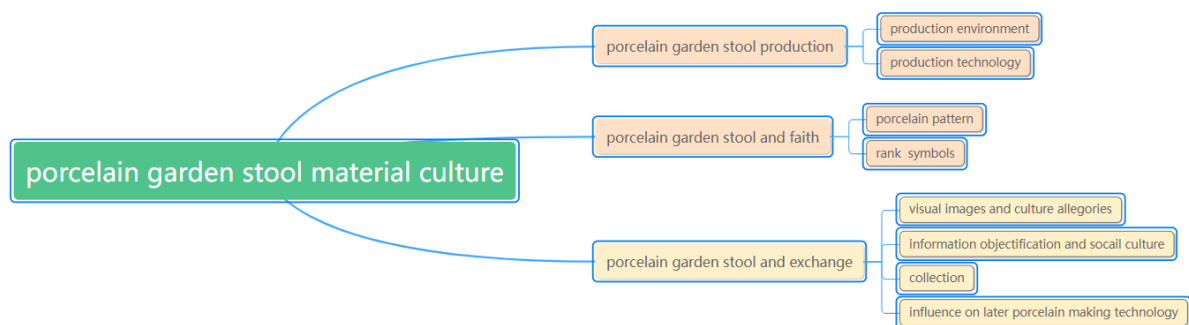 porcelain garden stool material culture
porcelain garden stool production
production environment
production technology
porcelain garden stool and faith
porcelain pattern
rank symbols
porcelain garden stool and exchange
visual images and culture allegories
information objectification and socail culture
collection
influence on later porcelain making technology